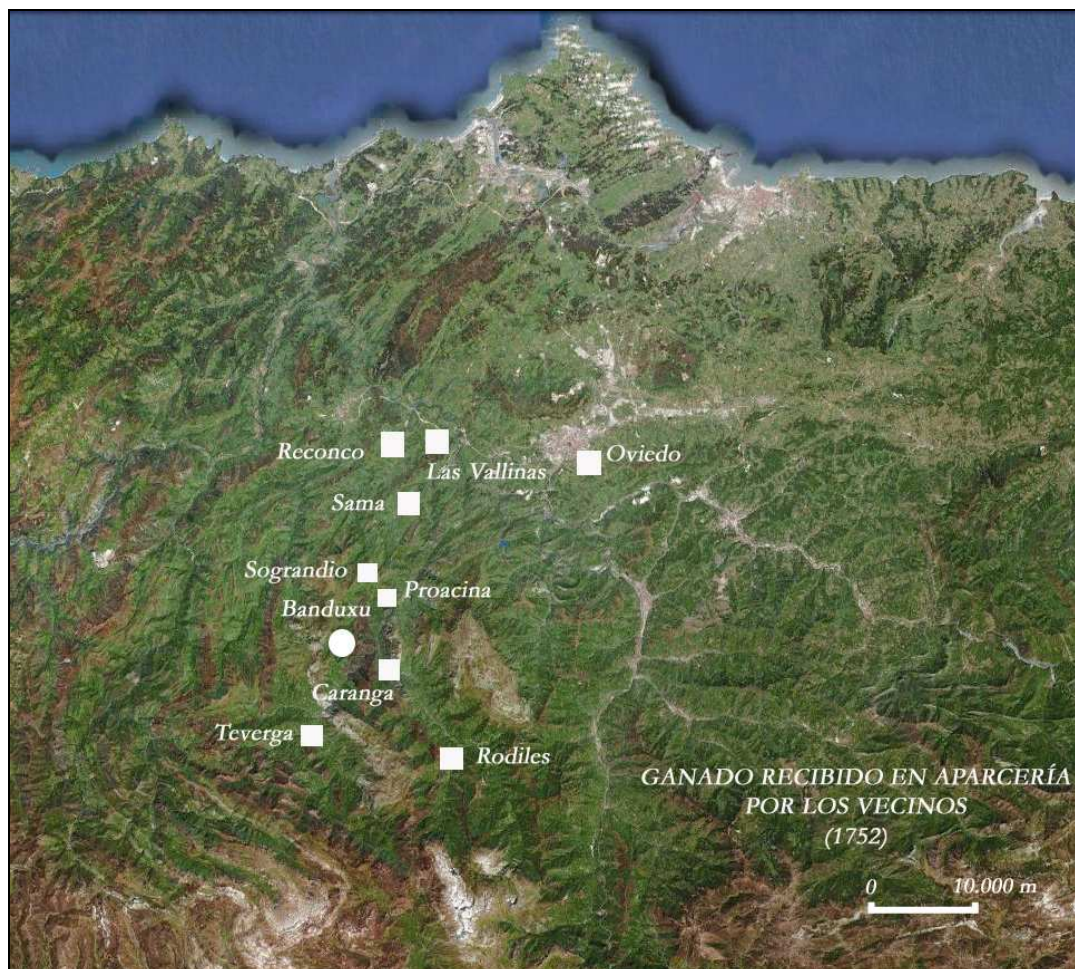 Reconco
Las Vallinas
Oviedo
Sama
Sograndio
Proacina
Banduxu
Caranga
Teverga
Rodiles
GANADO RECIBIDO EN APARCERÍA
POR LOS VECINOS
(1752)
0 10.000 m